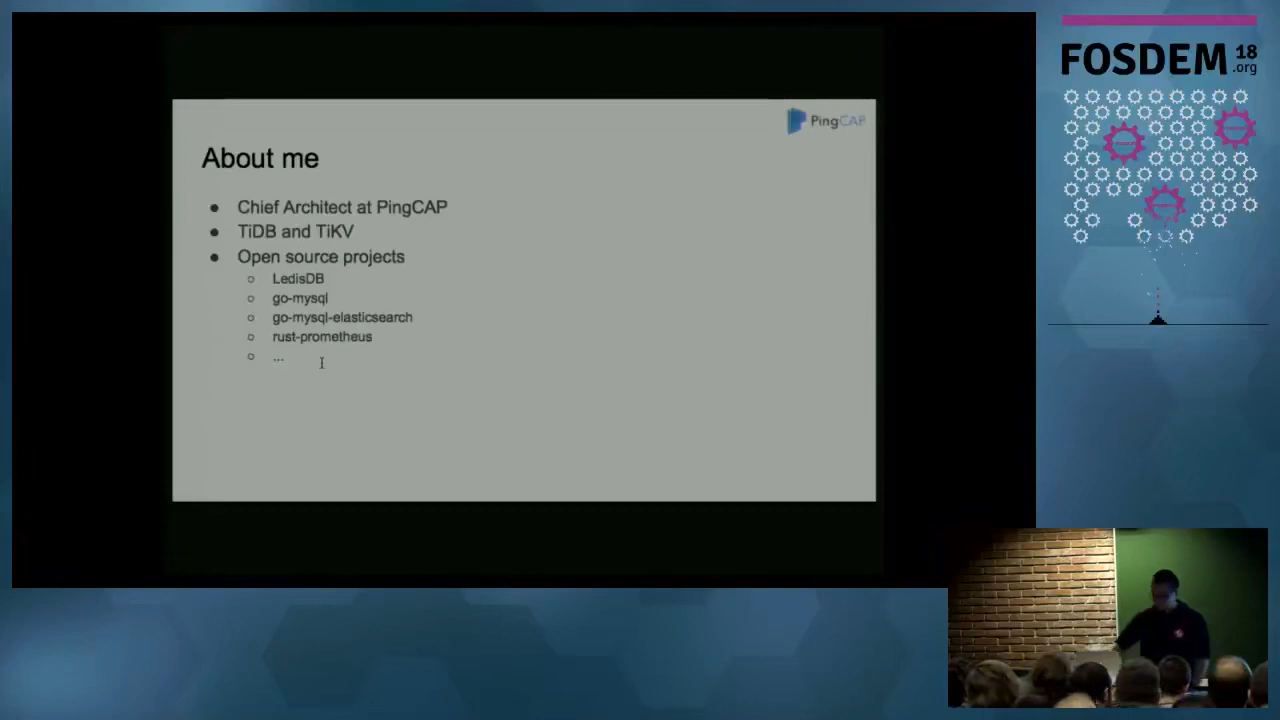 PingCAP
About me
● Chief Architect at PingCAP
● TiDB and TiKV
● Open source projects
○ LedisDB
○ go-mysql
○ go-mysql-elasticsearch
○ rust-prometheus
○ ...
FOSDEM 18
.org